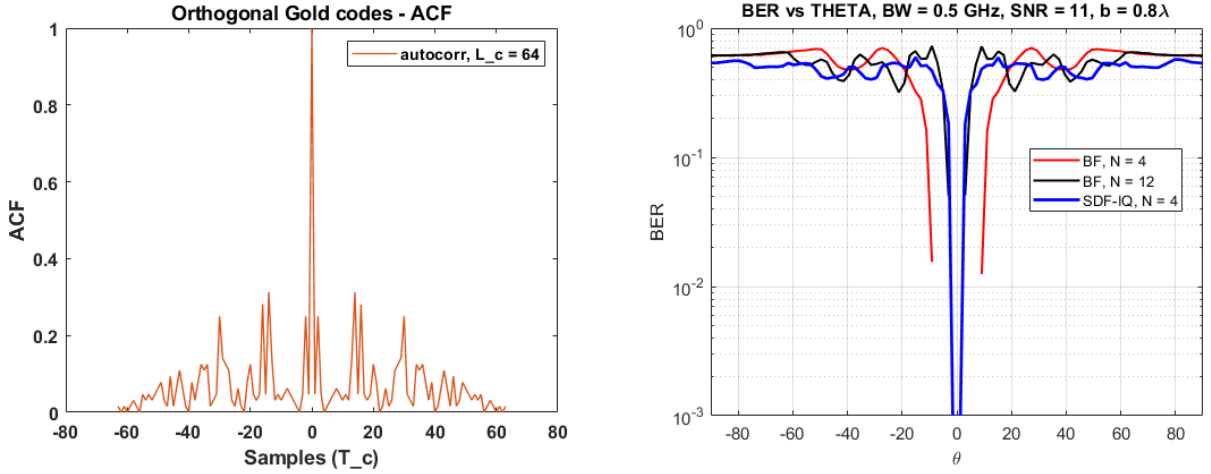 Orthogonal Gold codes - ACF
1
0.8
0.6
0.4
0.2
0
ACF
autocorr, L_c = 64
-80 -60 -40 -20 0 20 40 60 80
Samples (T_c)
BER vs THETA, BW = 0.5 GHz, SNR = 11, b = 0.8λ
10^0
10^-1
10^-2
10^-3
BER
BF, N = 4
BF, N = 12
SDF-IQ, N = 4
-80 -60 -40 -20 0 20 40 60 80
θ